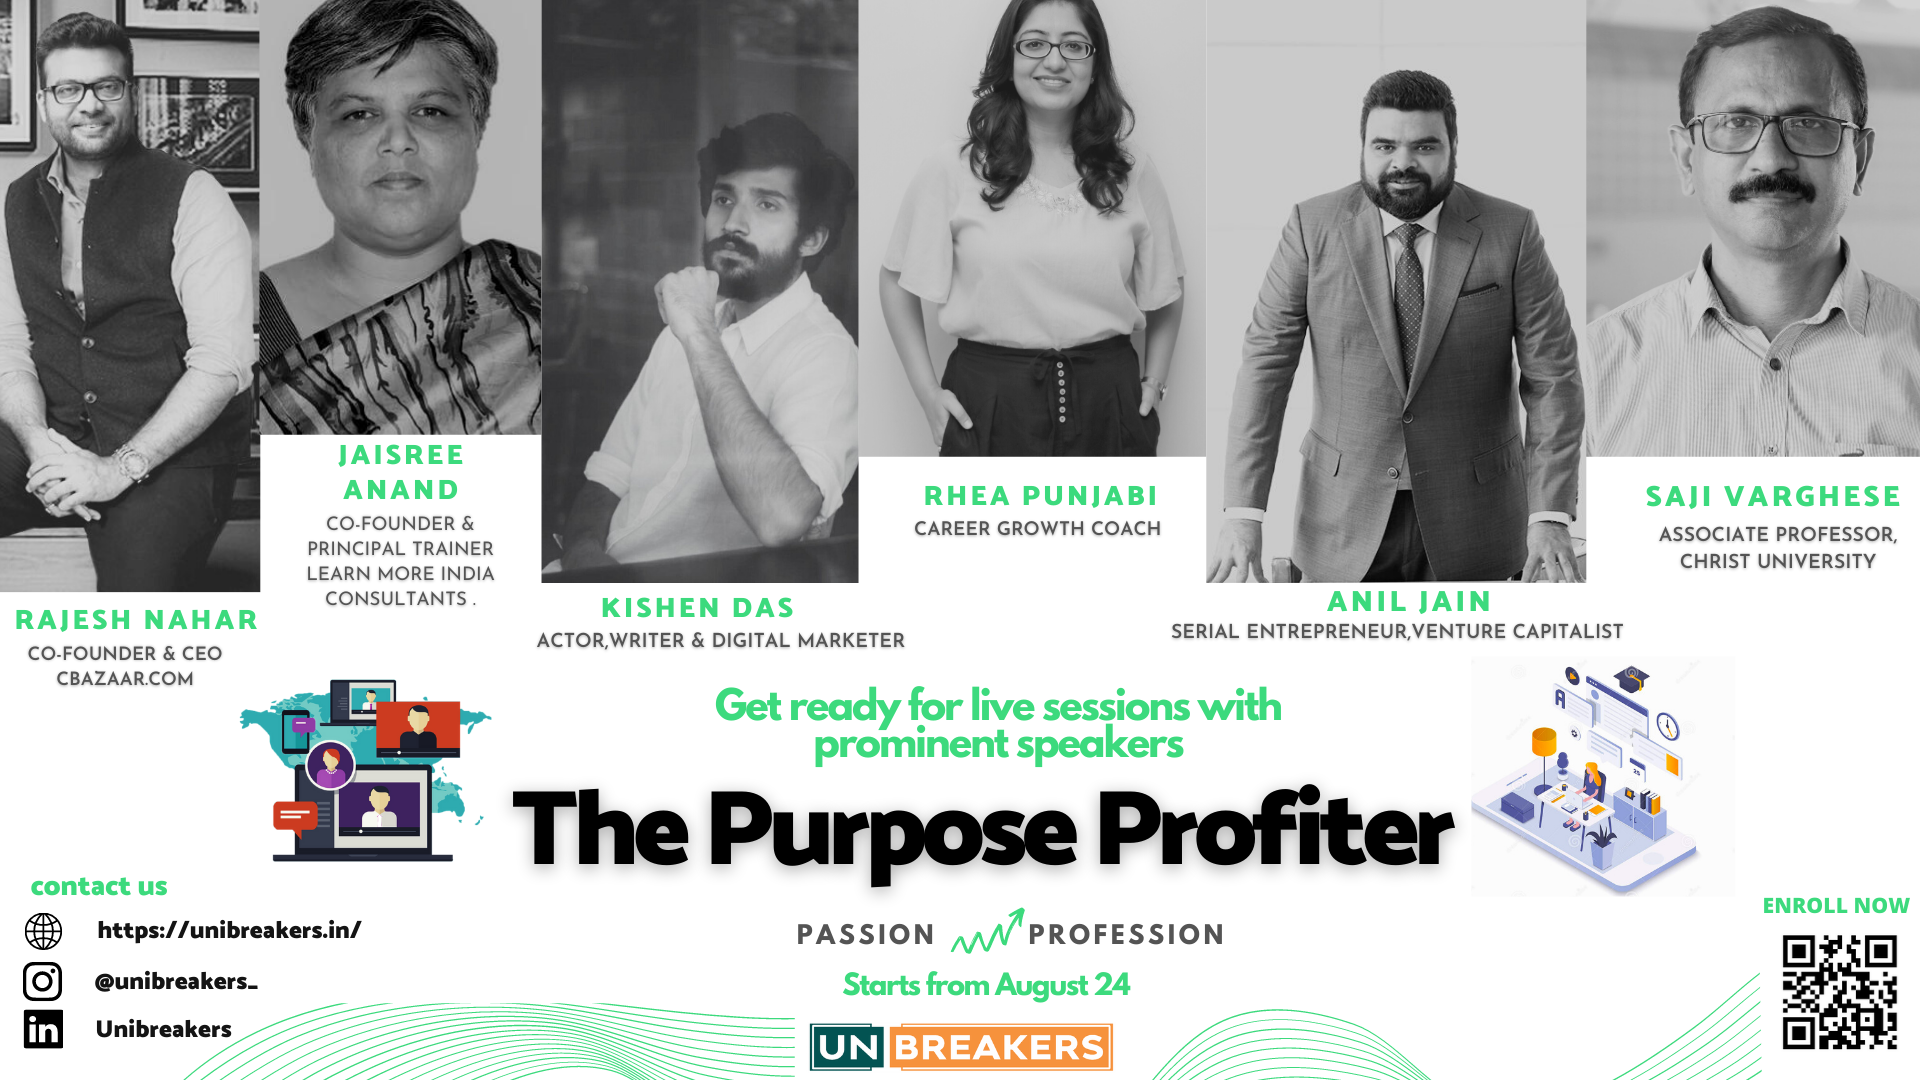 JAISREE
ANAND
CO-FOUNDER &
PRINCIPAL TRAINER
LEARN MORE INDIA
CONSULTANTS .
RHEA PUNJABI
CAREER GROWTH COACH
SAJI VARGHESE
ASSOCIATE PROFESSOR,
CHRIST UNIVERSITY
RAJESH NAHAR
CO-FOUNDER & CEO
CBAZAAR.COM
KISHEN DAS
ACTOR,WRITER & DIGITAL MARKETER
ANIL JAIN
SERIAL ENTREPRENEUR,VENTURE CAPITALIST
Get ready for live sessions with
prominent speakers
The Purpose Profiter
PASSION PROFESSION
Starts from August 24
UN BREAKERS
contact us
https://unibreakers.in/
@unibreakers_
in Unibreakers
ENROLL NOW